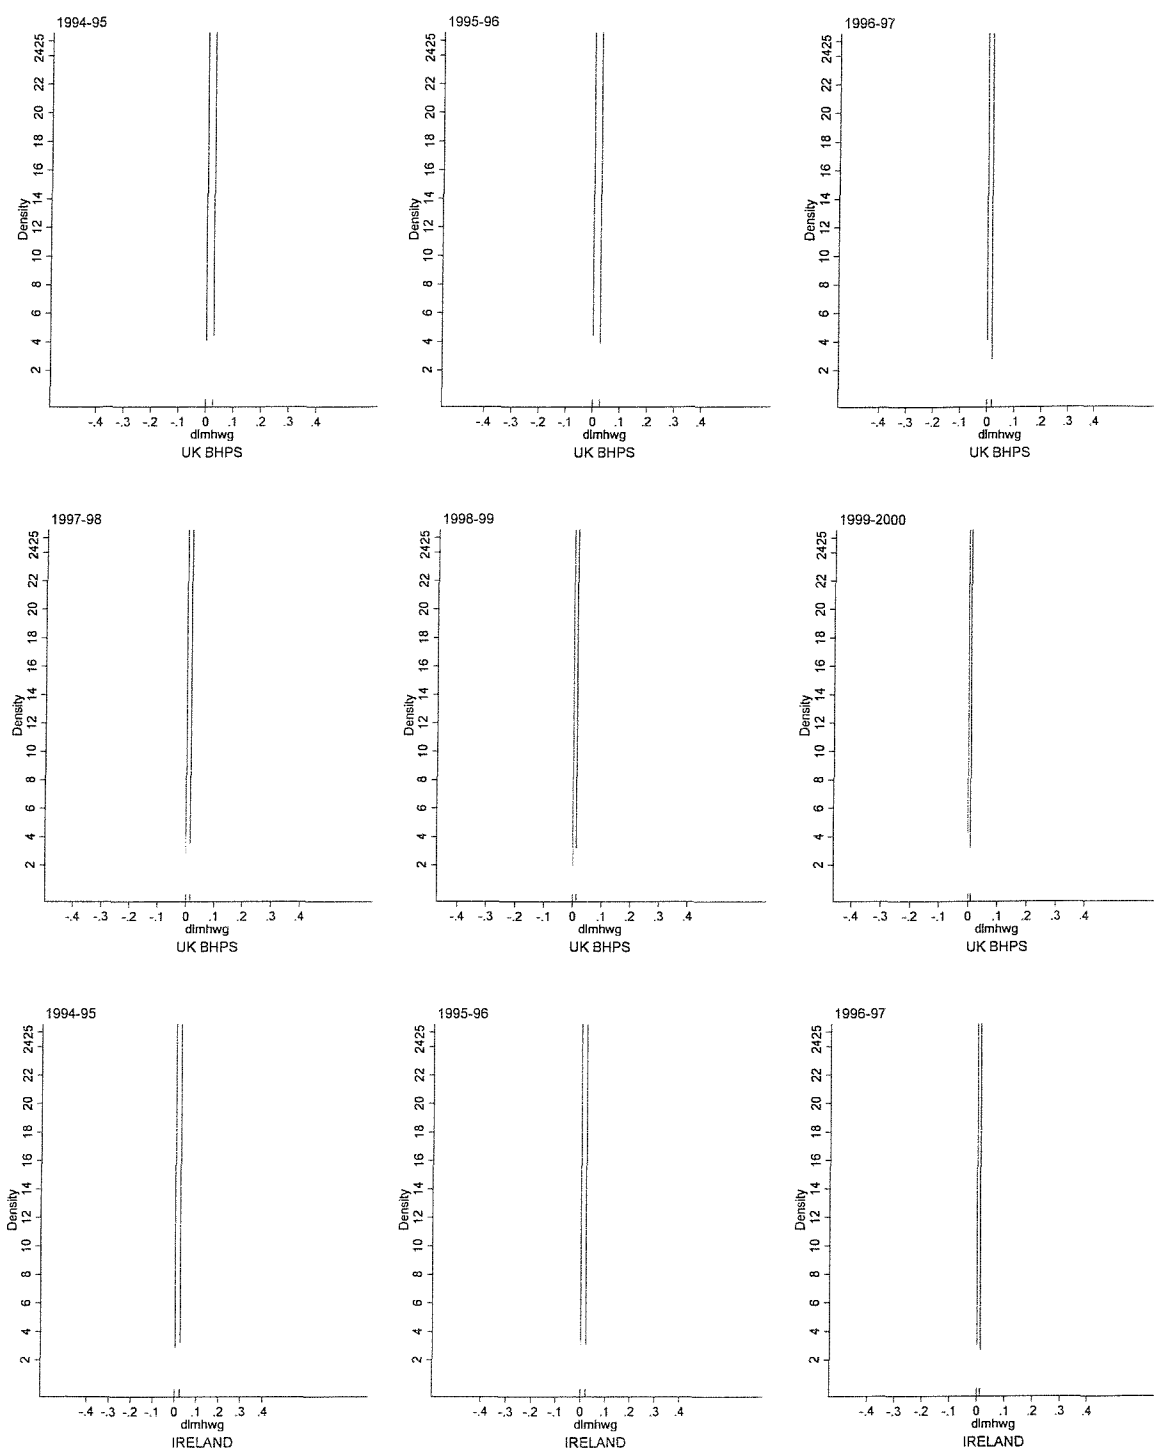 1994-95
Density
2 4 6 8 10 12 14 16 18 20 22 2425
-.4 -.3 -.2 -.1 0 .1 .2 .3 .4
dlmhwg
UK BHPS
1995-96
Density
2 4 6 8 10 12 14 16 18 20 22 2425
-.4 -.3 -.2 -.1 0 .1 .2 .3 .4
dlmhwg
UK BHPS
1996-97
Density
2 4 6 8 10 12 14 16 18 20 22 2425
-.4 -.3 -.2 -.1 0 .1 .2 .3 .4
dlmhwg
UK BHPS
1997-98
Density
2 4 6 8 10 12 14 16 18 20 22 2425
-.4 -.3 -.2 -.1 0 .1 .2 .3 .4
dlmhwg
UK BHPS
1998-99
Density
2 4 6 8 10 12 14 16 18 20 22 2425
-.4 -.3 -.2 -.1 0 .1 .2 .3 .4
dlmhwg
UK BHPS
1999-2000
Density
2 4 6 8 10 12 14 16 18 20 22 2425
-.4 -.3 -.2 -.1 0 .1 .2 .3 .4
dlmhwg
UK BHPS
1994-95
Density
2 4 6 8 10 12 14 16 18 20 22 2425
-.4 -.3 -.2 -.1 0 .1 .2 .3 .4
dlmhwg
IRELAND
1995-96
Density
2 4 6 8 10 12 14 16 18 20 22 2425
-.4 -.3 -.2 -.1 0 .1 .2 .3 .4
dlmhwg
IRELAND
1996-97
Density
2 4 6 8 10 12 14 16 18 20 22 2425
-.4 -.3 -.2 -.1 0 .1 .2 .3 .4
dlmhwg
IRELAND